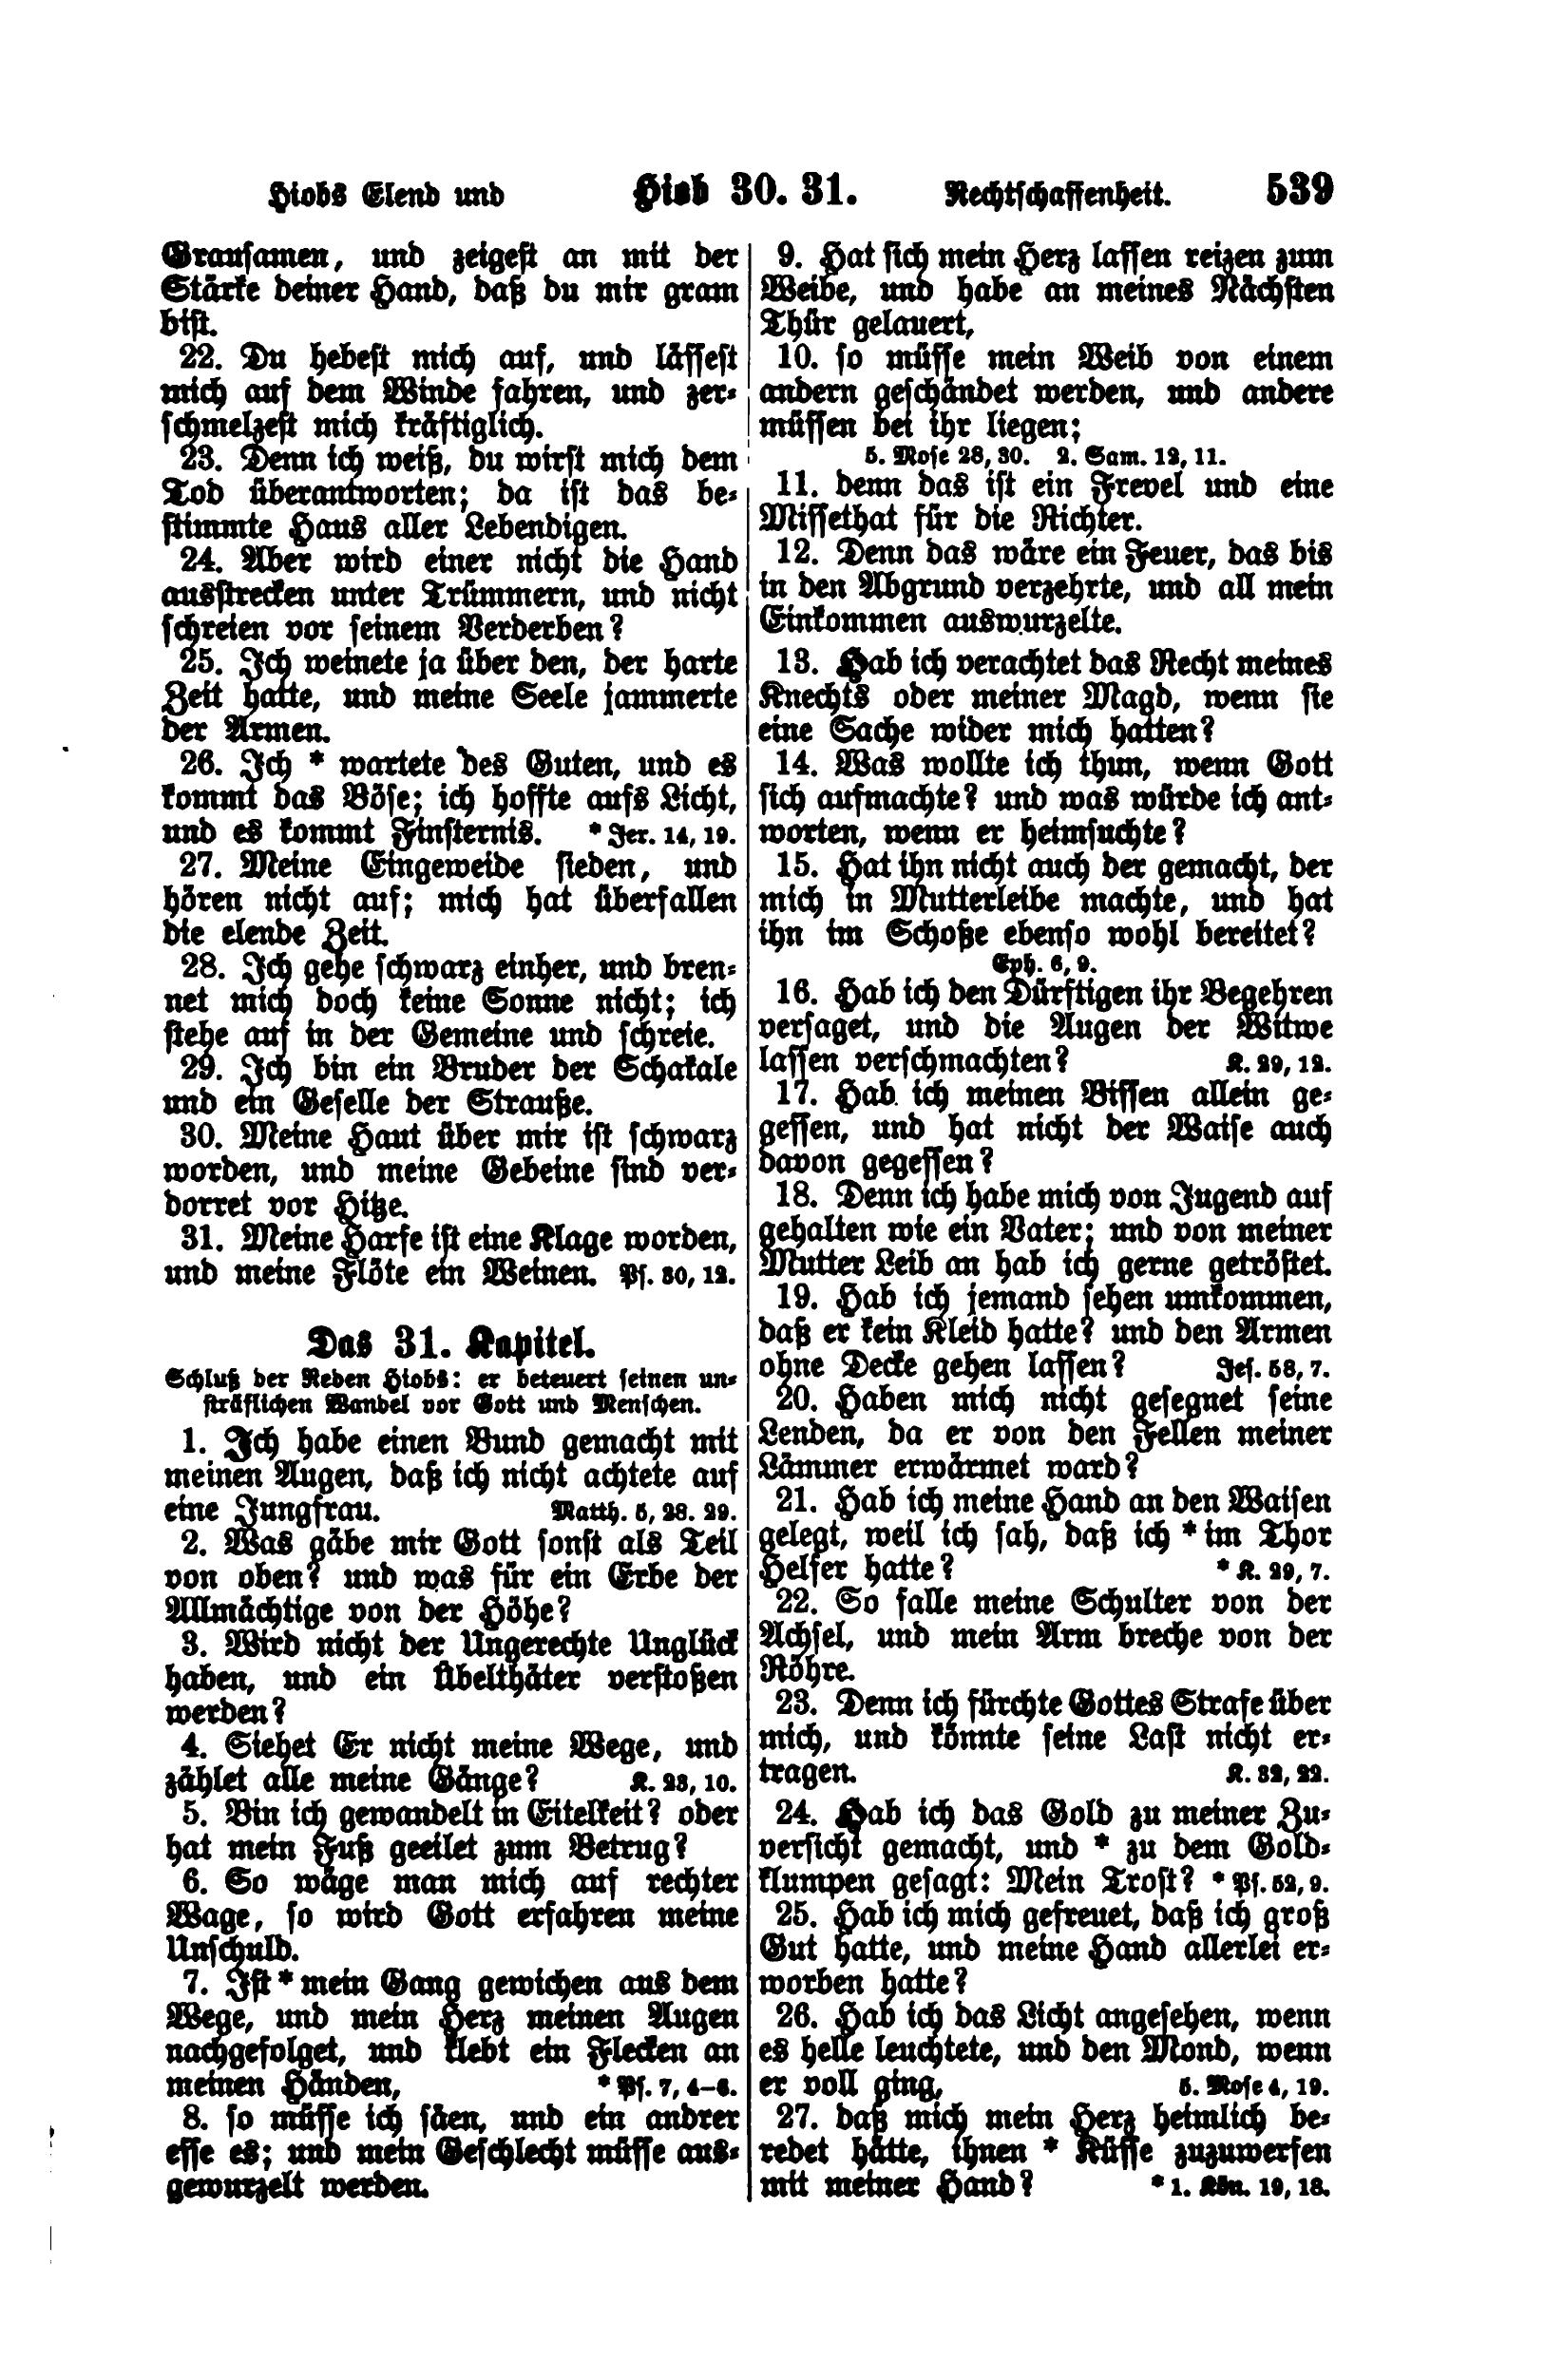 Hiobs Elend und Hiob 30. 31. Rechtschaffenheit. 539
Grausamen, und zeigest an mit der
Stärke deiner Hand, daß du mir gram
bist.
22. Du hebest mich auf, und lässest
mich auf dem Winde fahren, und zer-
schmelzest mich kräftiglich.
23. Denn ich weiß, du wirst mich dem
Tod überantworten; da ist das be-
stimmte Haus aller Lebendigen.
24. Aber wird einer nicht die Hand
ausstrecken unter Trümmern, und nicht
schreien vor seinem Verderben?
25. Ich weinete ja über den, der harte
Zeit hatte, und meine Seele jammerte
der Armen.
26. Ich * wartete des Guten, und es
kommt das Böse; ich hoffte aufs Licht,
und es kommt Finsternis. * Jer. 14, 19.
27. Meine Eingeweide sieden, und
hören nicht auf; mich hat überfallen
die elende Zeit.
28. Ich gehe schwarz einher, und bren-
net mich doch keine Sonne nicht; ich
stehe auf in der Gemeine und schreie.
29. Ich bin ein Bruder der Schakale
und ein Geselle der Strauße.
30. Meine Haut über mir ist schwarz
worden, und meine Gebeine sind ver-
dorret vor Hitze.
31. Meine Harfe ist eine Klage worden,
und meine Flöte ein Weinen. Ps. 30, 12.
Das 31. Kapitel.
Schluß der Reden Hiobs: er beteuert seinen un-
sträflichen Wandel vor Gott und Menschen.
1. Ich habe einen Bund gemacht mit
meinen Augen, daß ich nicht achtete auf
eine Jungfrau. Matth. 5, 28. 29.
2. Was gäbe mir Gott sonst als Teil
von oben? und was für ein Erbe der
Allmächtige von der Höhe?
3. Wird nicht der Ungerechte Unglück
haben, und ein Übelthäter verstoßen
werden?
4. Siehet Er nicht meine Wege, und
zählet alle meine Gänge? K. 23, 10.
5. Bin ich gewandelt in Eitelkeit? oder
hat mein Fuß geeilet zum Betrug?
6. So wäge man mich auf rechter
Wage, so wird Gott erfahren meine
Unschuld.
7. Ist * mein Gang gewichen aus dem
Wege, und mein Herz meinen Augen
nachgefolget, und klebt ein Flecken an
meinen Händen, * Ps. 7, 4–6.
8. so müsse ich säen, und ein andrer
esse es; und mein Geschlecht müsse aus-
gewurzelt werden.
9. Hat sich mein Herz lassen reizen zum
Weibe, und habe an meines Nächsten
Thür gelauert,
10. so müsse mein Weib von einem
andern geschändet werden, und andere
müssen bei ihr liegen;
5. Mose 28, 30. 2. Sam. 12, 11.
11. denn das ist ein Frevel und eine
Missethat für die Richter.
12. Denn das wäre ein Feuer, das bis
in den Abgrund verzehrte, und all mein
Einkommen auswurzelte.
13. Hab ich verachtet das Recht meines
Knechts oder meiner Magd, wenn sie
eine Sache wider mich hatten?
14. Was wollte ich thun, wenn Gott
sich aufmachte? und was würde ich ant-
worten, wenn er heimsuchte?
15. Hat ihn nicht auch der gemacht, der
mich in Mutterleibe machte, und hat
ihn im Schoße ebenso wohl bereitet?
Eph. 6, 9.
16. Hab ich den Dürftigen ihr Begehren
versaget, und die Augen der Witwe
lassen verschmachten? K. 29, 12.
17. Hab ich meinen Bissen allein ge-
gessen, und hat nicht der Waise auch
davon gegessen?
18. Denn ich habe mich von Jugend auf
gehalten wie ein Vater; und von meiner
Mutter Leib an hab ich gerne getröstet.
19. Hab ich jemand sehen umkommen,
daß er kein Kleid hatte? und den Armen
ohne Decke gehen lassen? Jes. 58, 7.
20. Haben mich nicht gesegnet seine
Lenden, da er von den Fellen meiner
Lämmer erwärmet ward?
21. Hab ich meine Hand an den Waisen
gelegt, weil ich sah, daß ich * im Thor
Helfer hatte? * K. 29, 7.
22. So falle meine Schulter von der
Achsel, und mein Arm breche von der
Röhre.
23. Denn ich fürchte Gottes Strafe über
mich, und könnte seine Last nicht er-
tragen. K. 32, 22.
24. Hab ich das Gold zu meiner Zu-
versicht gemacht, und * zu dem Gold-
klumpen gesagt: Mein Trost? * Ps. 52, 9.
25. Hab ich mich gefreuet, daß ich groß
Gut hatte, und meine Hand allerlei er-
worben hatte?
26. Hab ich das Licht angesehen, wenn
es helle leuchtete, und den Mond, wenn
er voll ging, 5. Mose 4, 19.
27. daß mich mein Herz heimlich be-
redet hätte, ihnen * Küsse zuzuwerfen
mit meiner Hand? * 1. Kön. 19, 18.